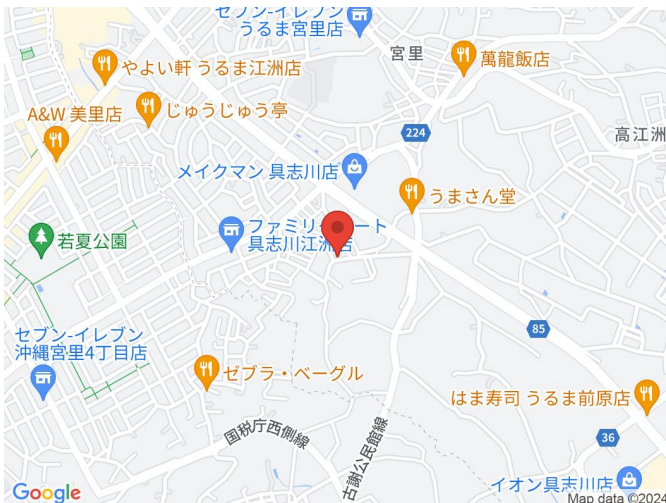 セブン-イレブン
うるま宮里店
宮里
萬龍飯店
やよい軒 うるま江洲店
A&W 美里店
じゅうじゅう亭
224
高江洲
メイクマン 具志川店
うまさん堂
若夏公園
ファミリーマート
具志川江洲店
セブン-イレブン
沖縄宮里4丁目店
85
ゼブラ・ベーグル
はま寿司 うるま前原店
国税庁西側線
古謝公民館線
36
イオン具志川店
Google
Map data ©2024